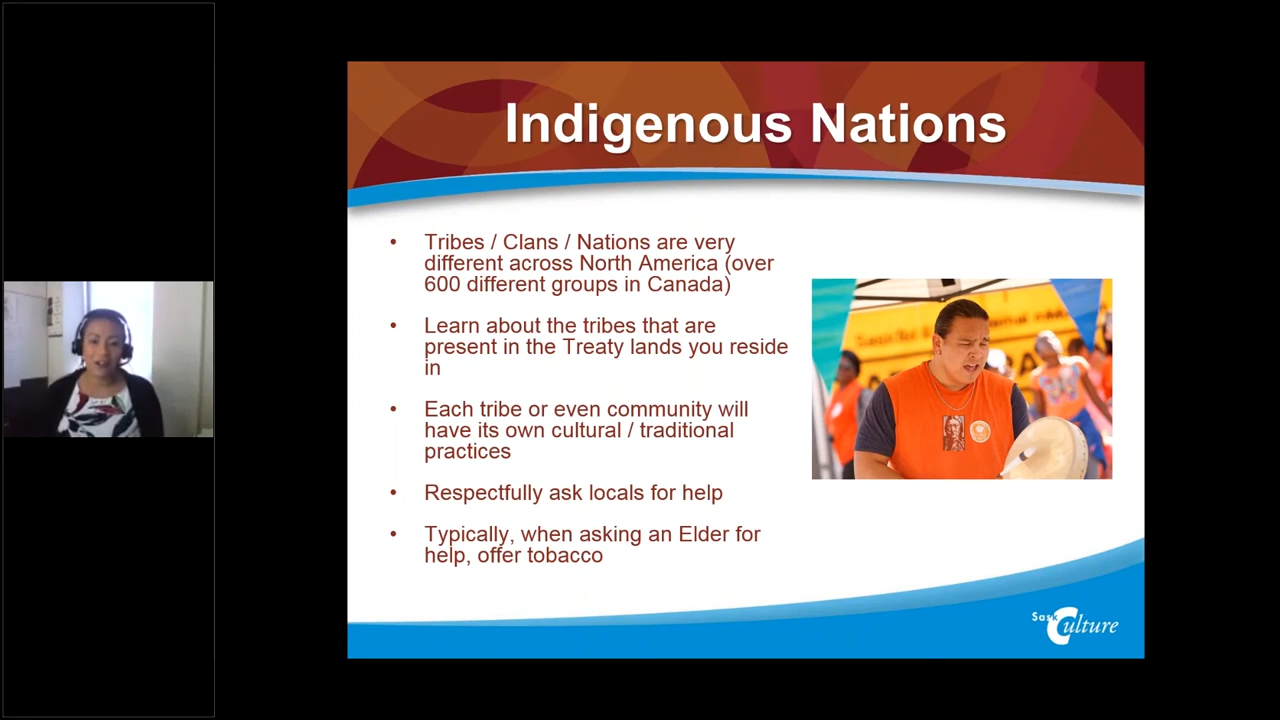 Indigenous Nations
• Tribes / Clans / Nations are very
different across North America (over
600 different groups in Canada)
• Learn about the tribes that are
present in the Treaty lands you reside
in
• Each tribe or even community will
have its own cultural / traditional
practices
• Respectfully ask locals for help
• Typically, when asking an Elder for
help, offer tobacco
SaskCulture